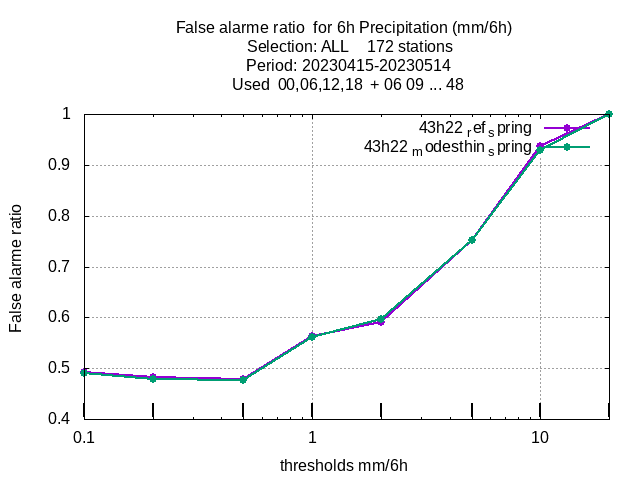 False alarme ratio  for 6h Precipitation (mm/6h)
Selection: ALL    172 stations
Period: 20230415-20230514
Used  00,06,12,18  + 06 09 ... 48
43h22 ref spring
43h22 modesthin spring
1
0.9
0.8
0.7
0.6
0.5
0.4
False alarme ratio
0.1
1
10
thresholds mm/6h